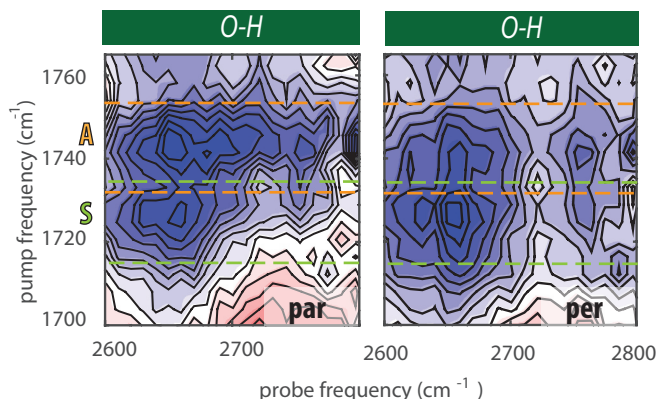 O-H
O-H
pump frequency (cm-1)
A
S
1760
1740
1720
1700
par
per
2600
2700
2600
2700
2800
probe frequency (cm -1 )